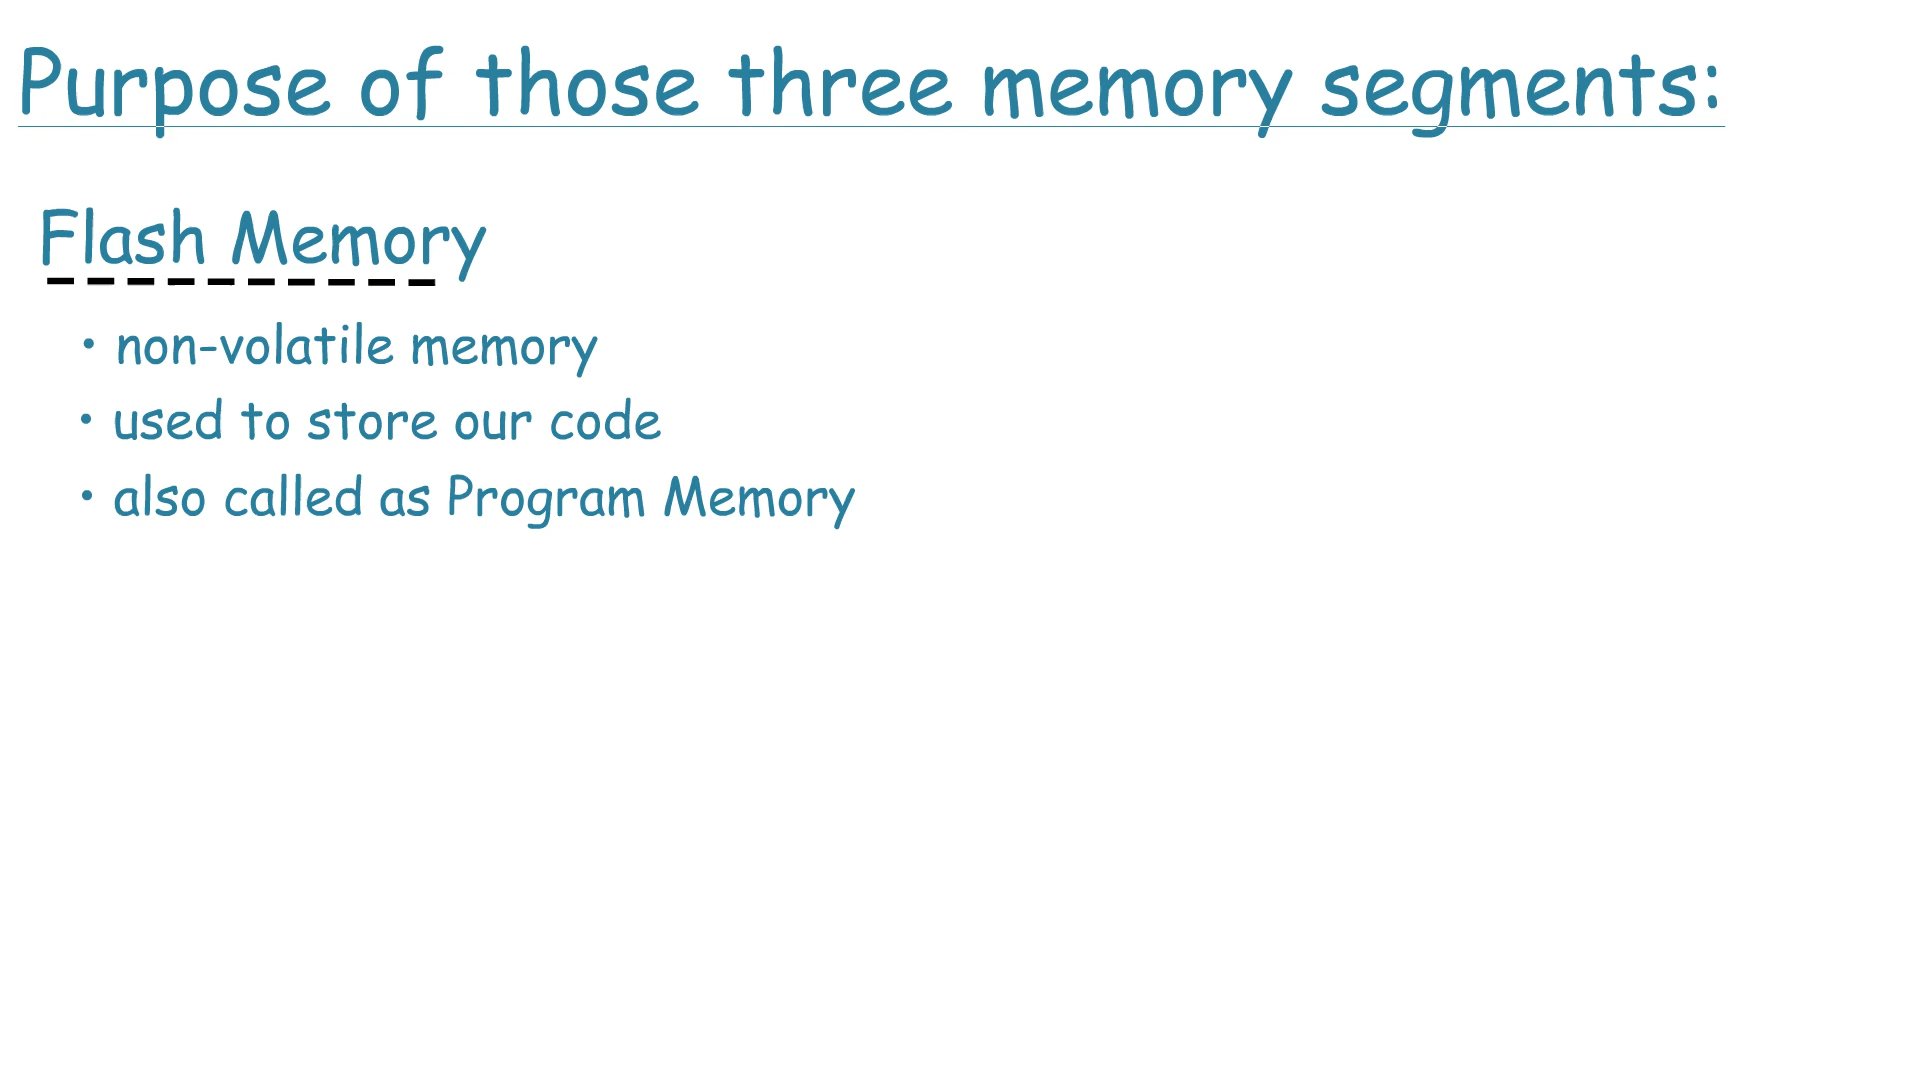 Purpose of those three memory segments:
Flash Memory
• non-volatile memory
• used to store our code
• also called as Program Memory